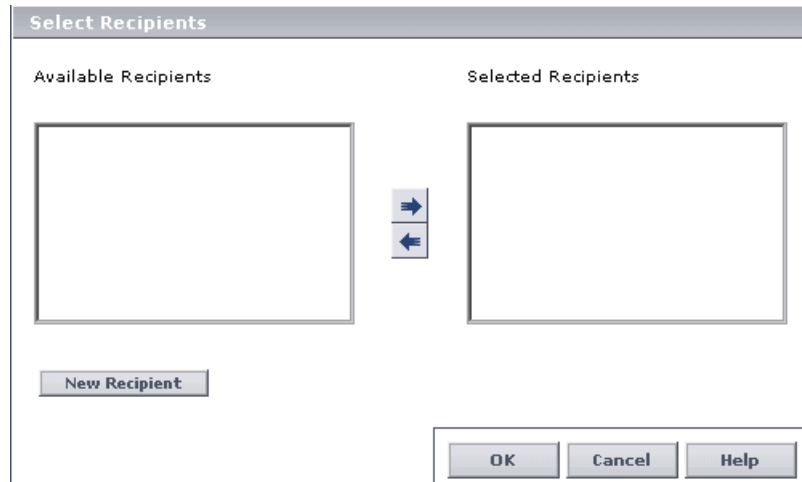 Select Recipients
Available Recipients
Selected Recipients
New Recipient
OK
Cancel
Help